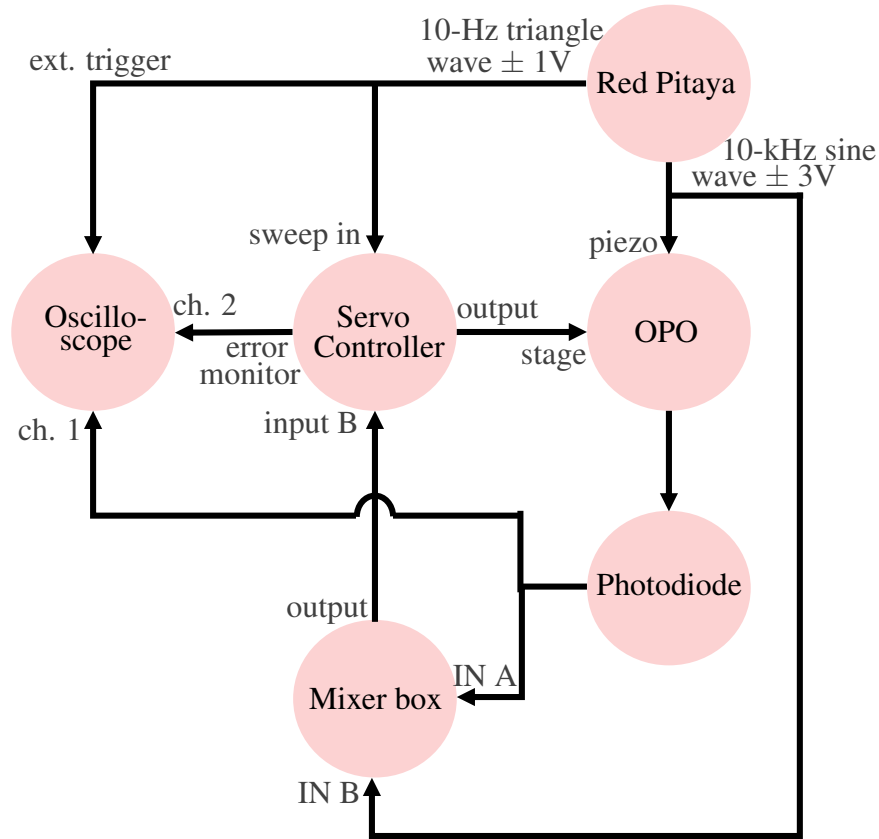 10-Hz triangle
wave ± 1V
ext. trigger
Red Pitaya
10-kHz sine
wave ± 3V
sweep in
piezo
ch. 2
output
Oscillo-
scope
Servo
Controller
OPO
error
monitor
stage
ch. 1
input B
Photodiode
output
IN A
Mixer box
IN B